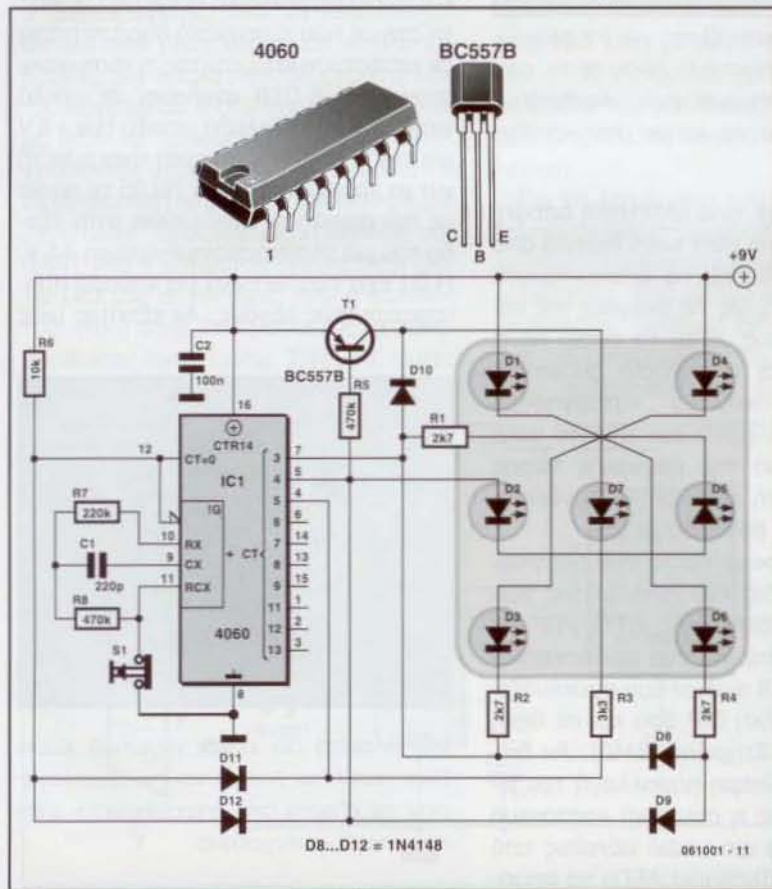 4060
BC557B
1
C
B
E
+9V
R6
10k
C2
100n
T1
BC557B
R5
470k
D10
R1
2k7
D1
D4
D2
D7
D5
D3
D6
16
12
CTR14
CT=0
IC1
!G
R7
220k
10
RX
C1
220p
9
CX
+
CT
11
RCX
R8
470k
S1
4060
8
3
7
4
5
5
4
6
6
7
14
8
13
9
15
11
1
12
2
13
3
R2
2k7
R3
3k3
R4
2k7
D8
D9
D11
D12
D8...D12 = 1N4148
061001 - 11